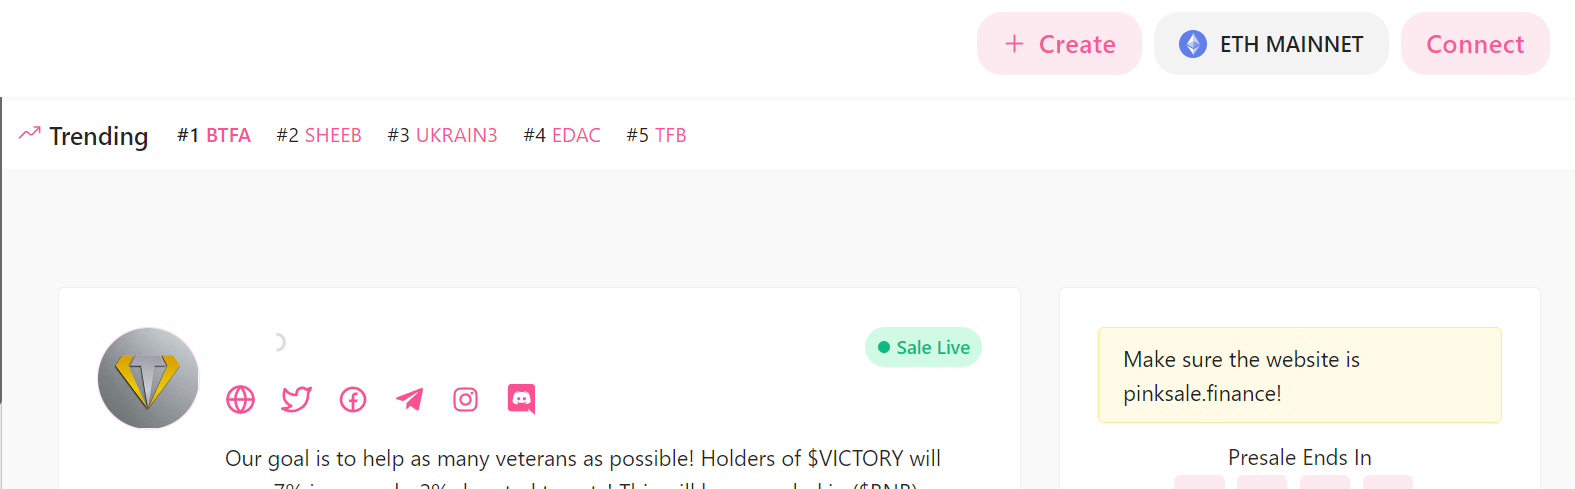 Create
ETH MAINNET
Connect
Trending
#1 BTFA
#2 SHEEB
#3 UKRAIN3
#4 EDAC
#5 TFB
Sale Live
Our goal is to help as many veterans as possible! Holders of $VICTORY will
Make sure the website is
pinksale.finance!
Presale Ends In